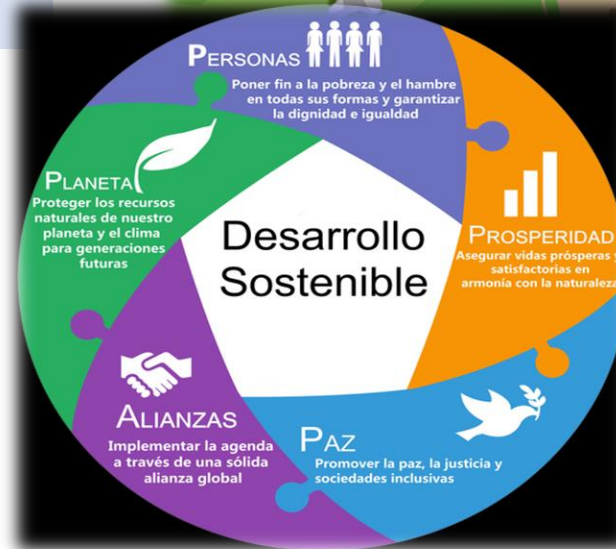 PERSONAS
Poner fin a la pobreza y el hambre
en todas sus formas y garantizar
la dignidad e igualdad
PLANETA
Proteger los recursos
naturales de nuestro
planeta y el clima
para generaciones
futuras
Desarrollo
Sostenible
PROSPERIDAD
Asegurar vidas prósperas y
satisfactorias en
armonía con la naturaleza
ALIANZAS
Implementar la agenda
a través de una sólida
alianza global
PAZ
Promover la paz, la justicia y
sociedades inclusivas